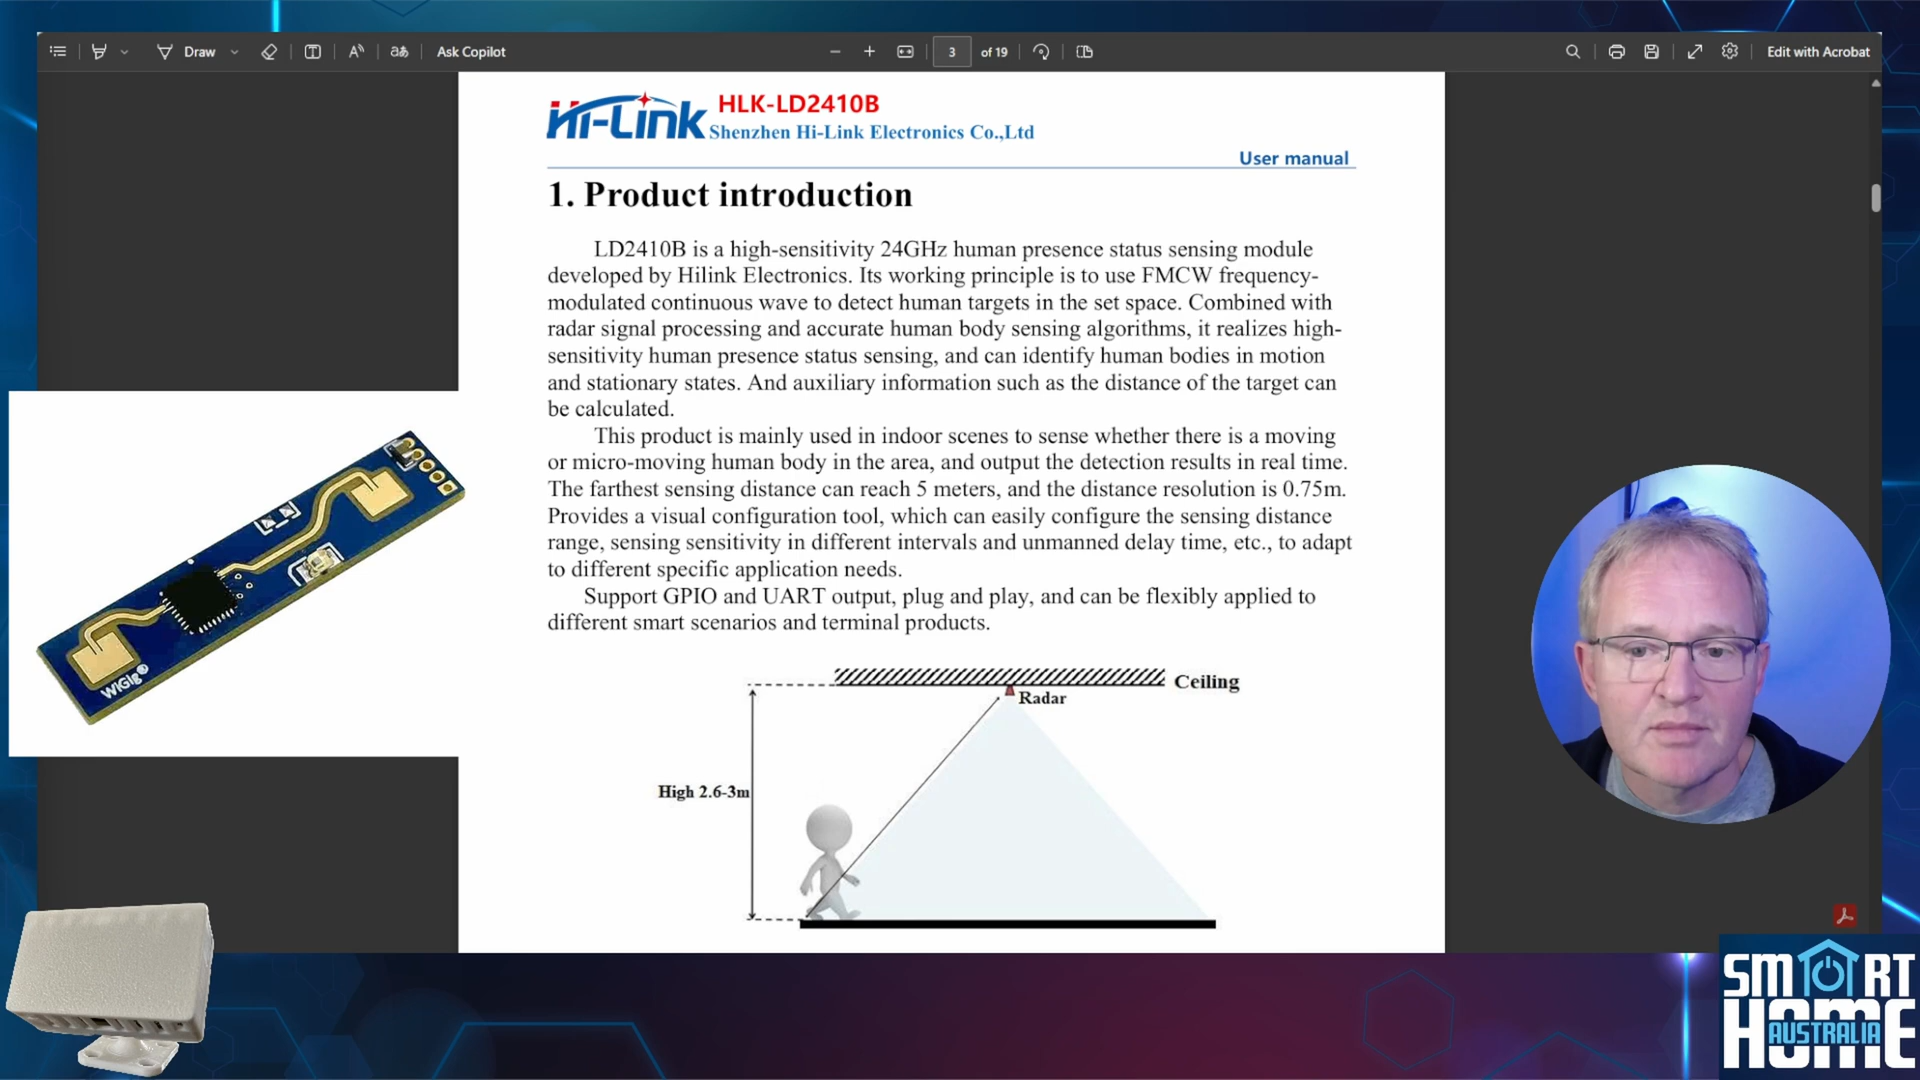 Draw
Ask Copilot
3 of 19
Edit with Acrobat
Hi-Link HLK-LD2410B
Shenzhen Hi-Link Electronics Co.,Ltd
User manual
1. Product introduction
LD2410B is a high-sensitivity 24GHz human presence status sensing module
developed by Hilink Electronics. Its working principle is to use FMCW frequency-
modulated continuous wave to detect human targets in the set space. Combined with
radar signal processing and accurate human body sensing algorithms, it realizes high-
sensitivity human presence status sensing, and can identify human bodies in motion
and stationary states. And auxiliary information such as the distance of the target can
be calculated.
This product is mainly used in indoor scenes to sense whether there is a moving
or micro-moving human body in the area, and output the detection results in real time.
The farthest sensing distance can reach 5 meters, and the distance resolution is 0.75m.
Provides a visual configuration tool, which can easily configure the sensing distance
range, sensing sensitivity in different intervals and unmanned delay time, etc., to adapt
to different specific application needs.
Support GPIO and UART output, plug and play, and can be flexibly applied to
different smart scenarios and terminal products.
Ceiling
Radar
High 2.6-3m
WiGig®
SMART
HOME
AUSTRALIA